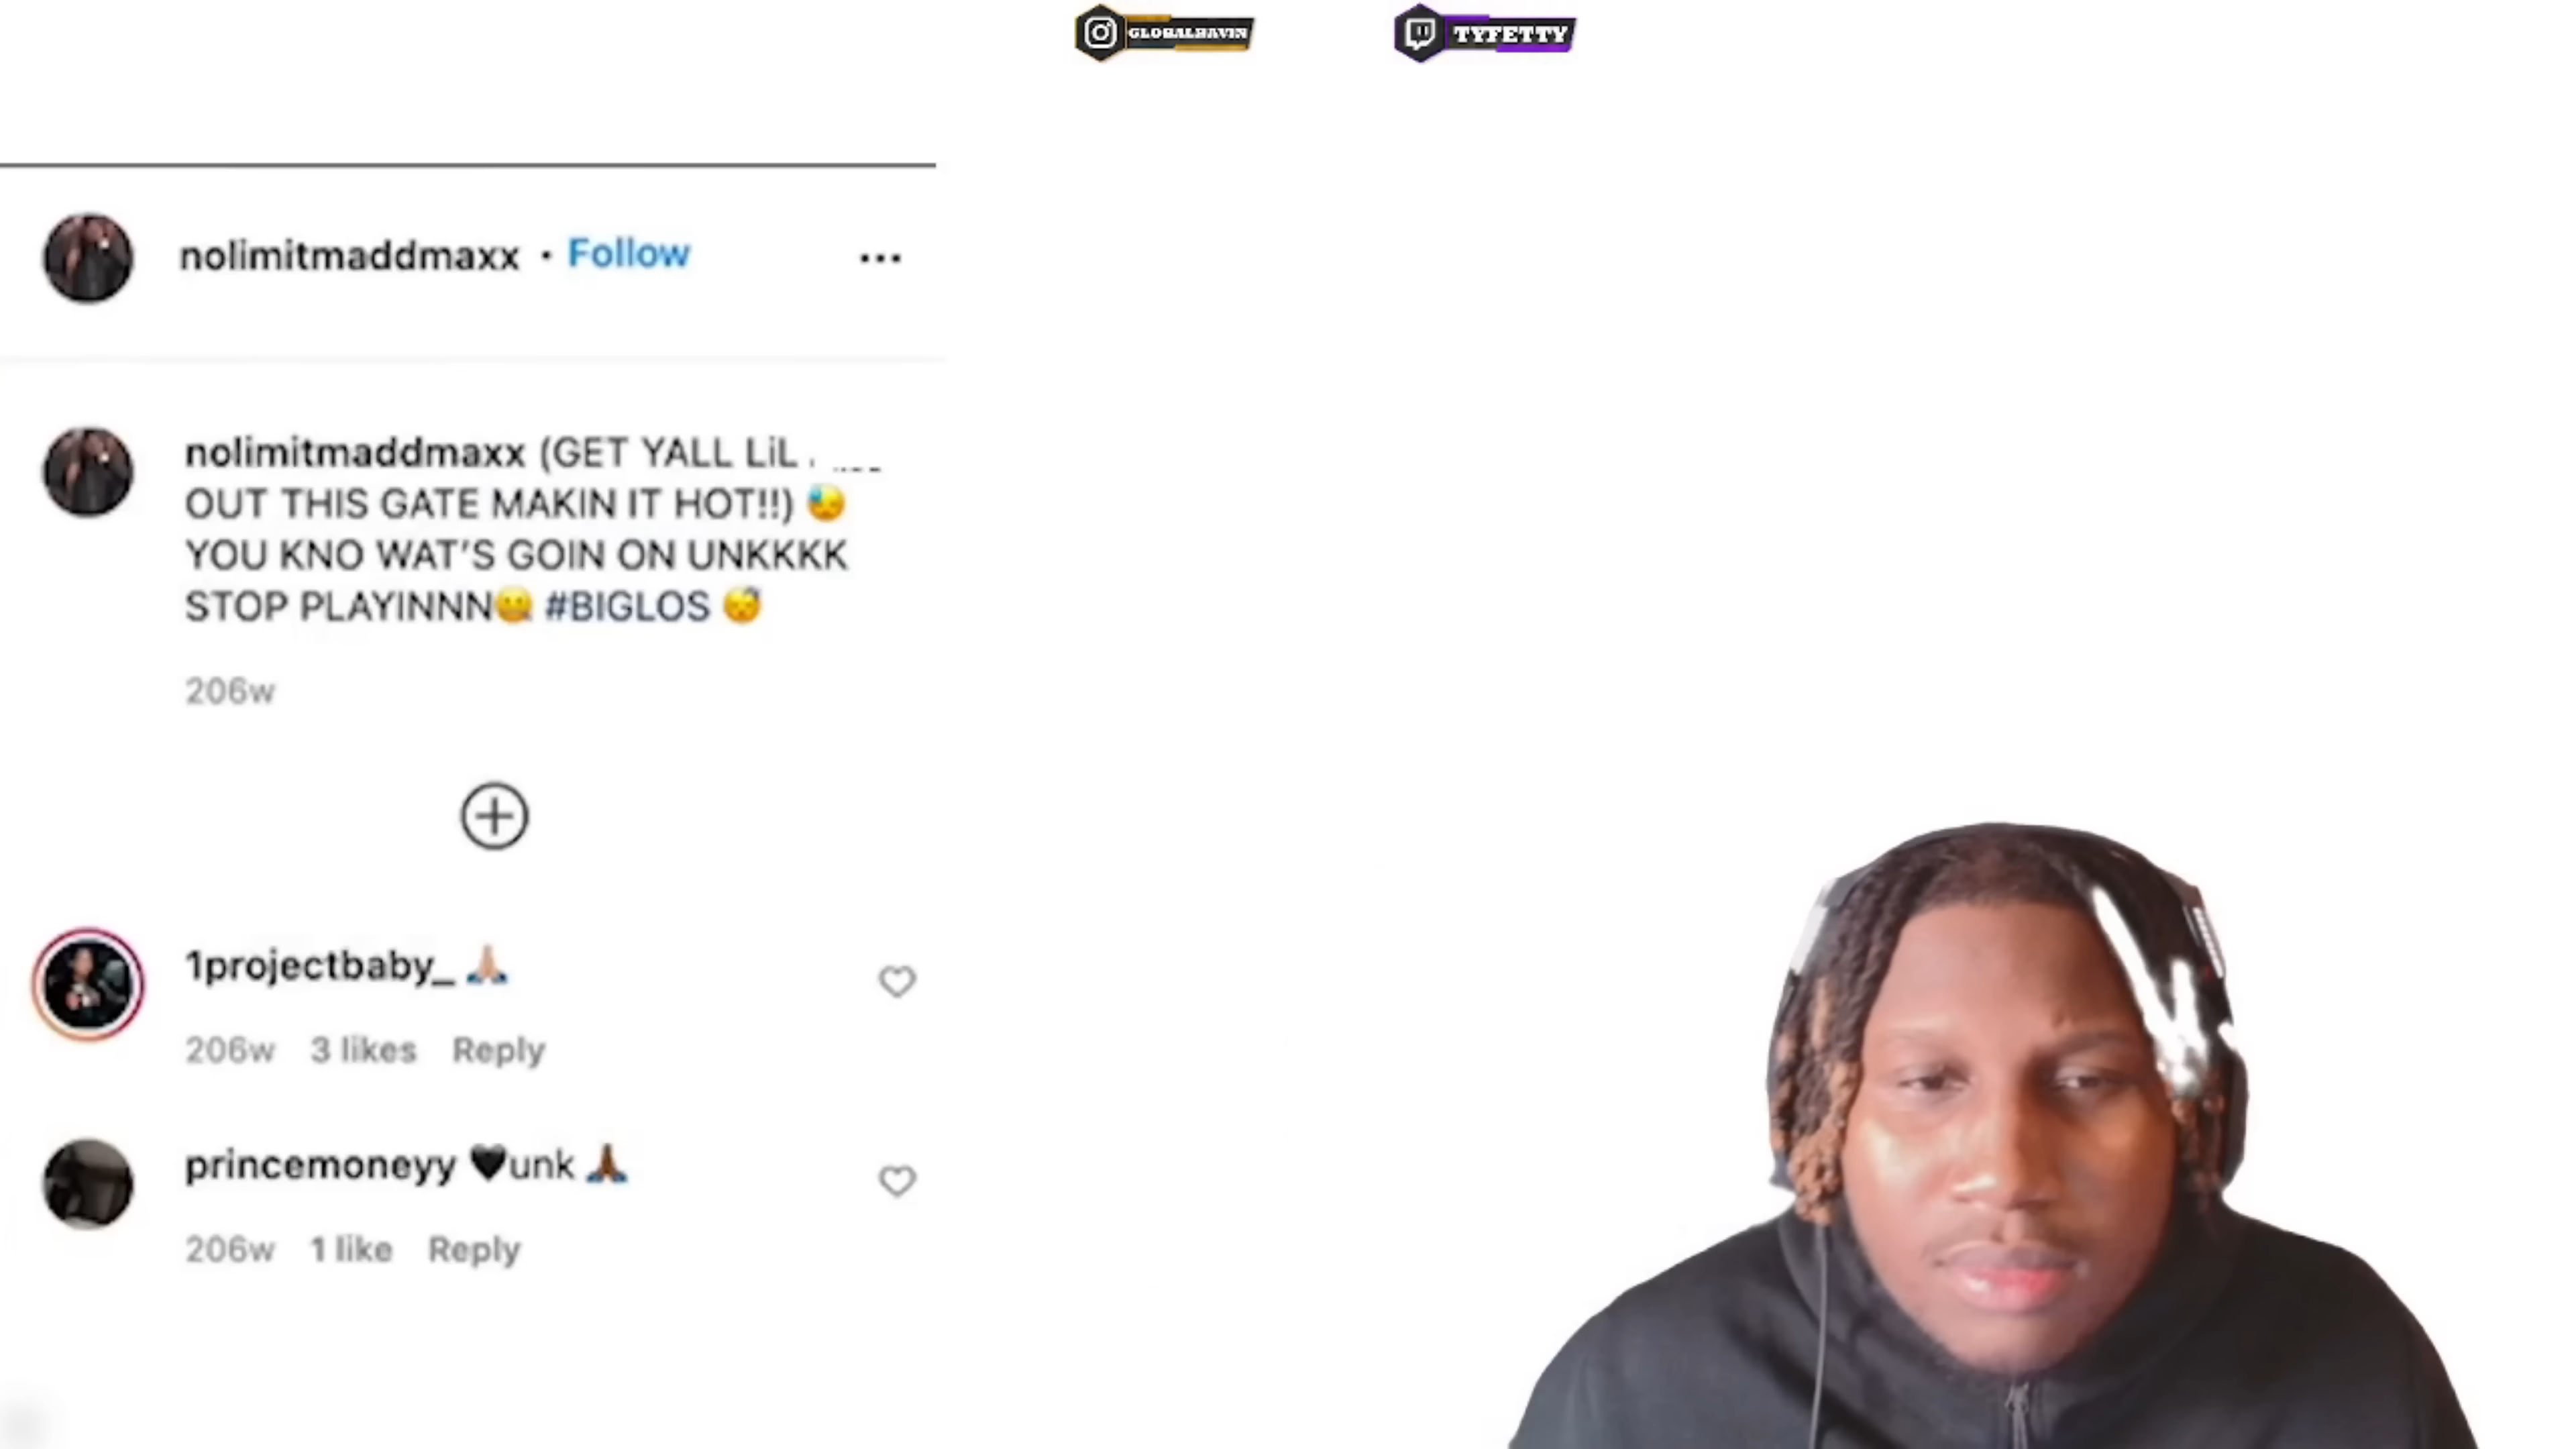 GLOBALHAVIN
TYFETTY
nolimitmaddmaxx • Follow
nolimitmaddmaxx (GET YALL LiL
OUT THIS GATE MAKIN IT HOT!!) 😓
YOU KNO WAT'S GOIN ON UNKKKK
STOP PLAYINNN🤐 #BIGLOS 😴
206w
1projectbaby_ 🙏🏼
206w 3 likes Reply
princemoneyy 🖤unk 🙏🏾
206w 1 like Reply